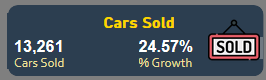 Cars Sold
13,261 24.57%
Cars Sold % Growth
SOLD